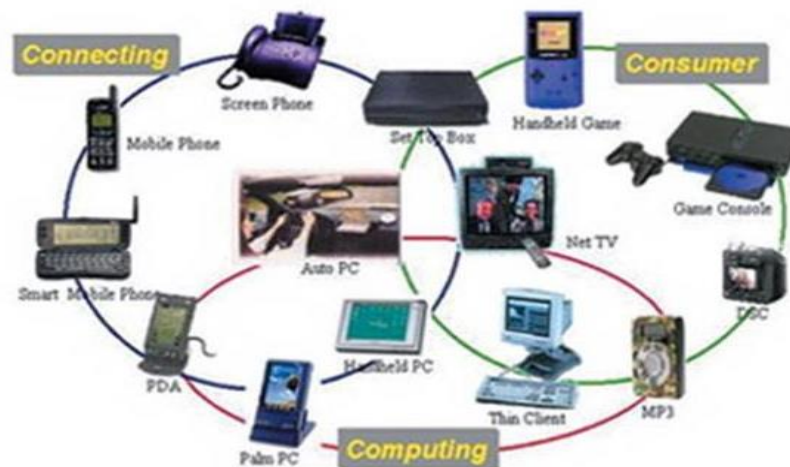 Connecting
Screen Phone
Consumer
Mobile Phone
Set Top Box
Handheld Game
Game Console
Auto PC
Net TV
Smart Mobile Phone
DSC
PDA
Handheld PC
Thin Client
MP3
Palm PC
Computing